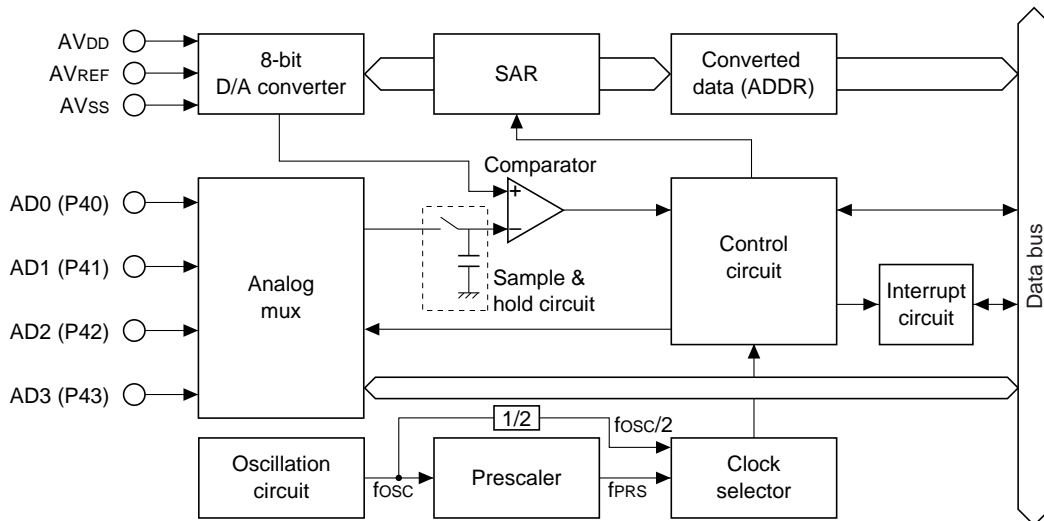 AVDD
AVREF
AVSS
8-bit
D/A converter
SAR
Converted
data (ADDR)
Comparator
+
−
AD0 (P40)
AD1 (P41)
AD2 (P42)
AD3 (P43)
Analog
mux
Sample &
hold circuit
Control
circuit
Interrupt
circuit
Data bus
1/2
fOSC/2
Oscillation
circuit
fOSC
Prescaler
fPRS
Clock
selector